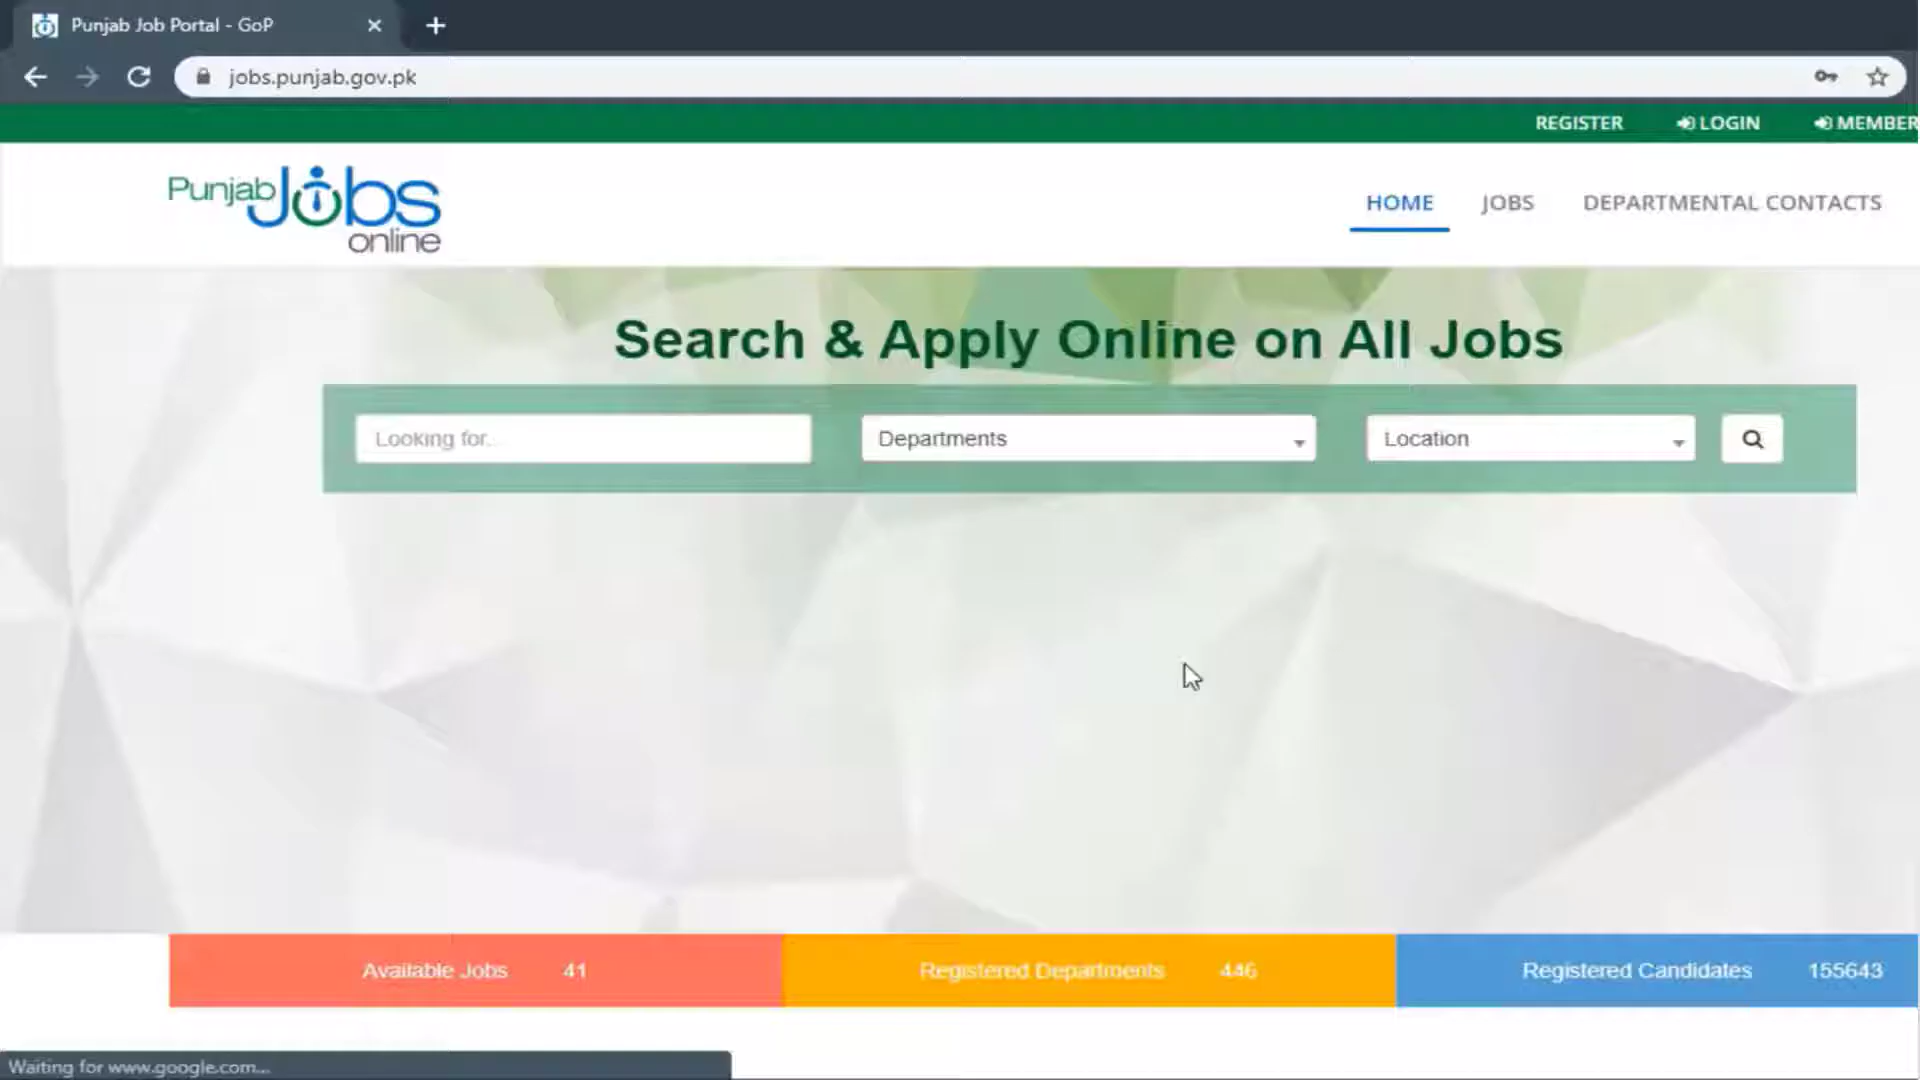 Punjab Job Portal - GoP
jobs.punjab.gov.pk
REGISTER LOGIN MEMBER
Punjab Jobs online
HOME JOBS DEPARTMENTAL CONTACTS
Search & Apply Online on All Jobs
Looking for... Departments Location
Available Jobs 41 Registered Departments 446 Registered Candidates 155643
Waiting for www.google.com...